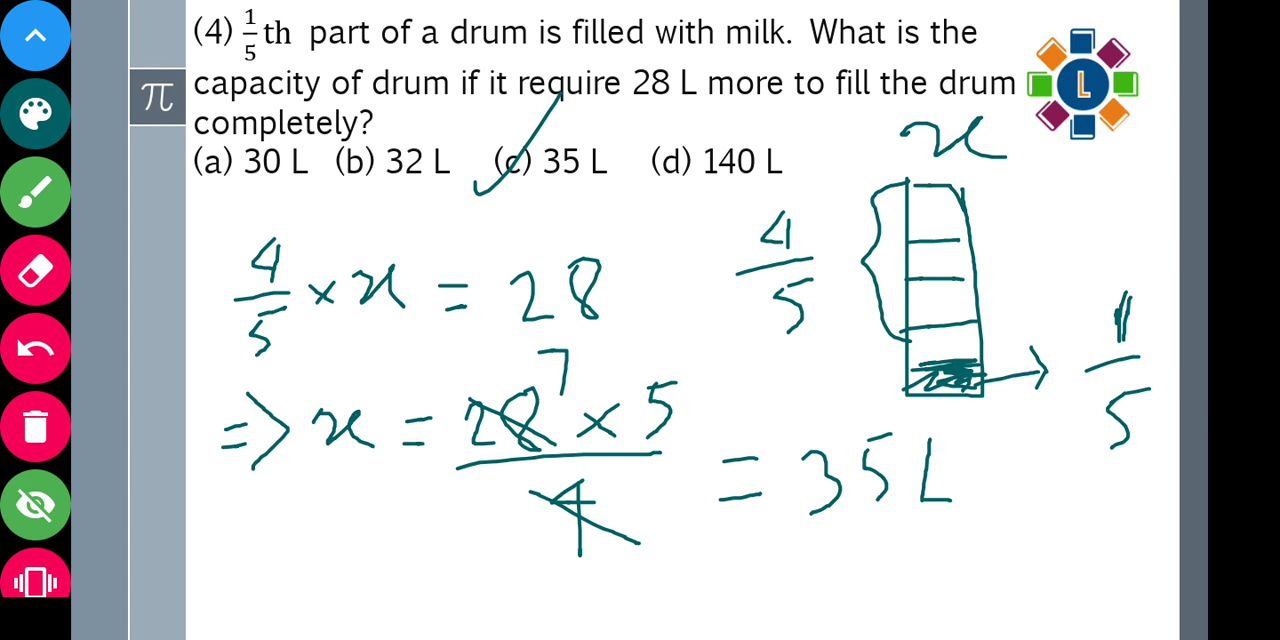 (4) 1/5 th part of a drum is filled with milk. What is the
π
capacity of drum if it require 28 L more to fill the drum
L
completely?
x
(a) 30 L (b) 32 L (c) 35 L (d) 140 L
4/5 × x = 28
4/5
1/5
⇒ x = 28 × 5 / 4 = 35 L
7